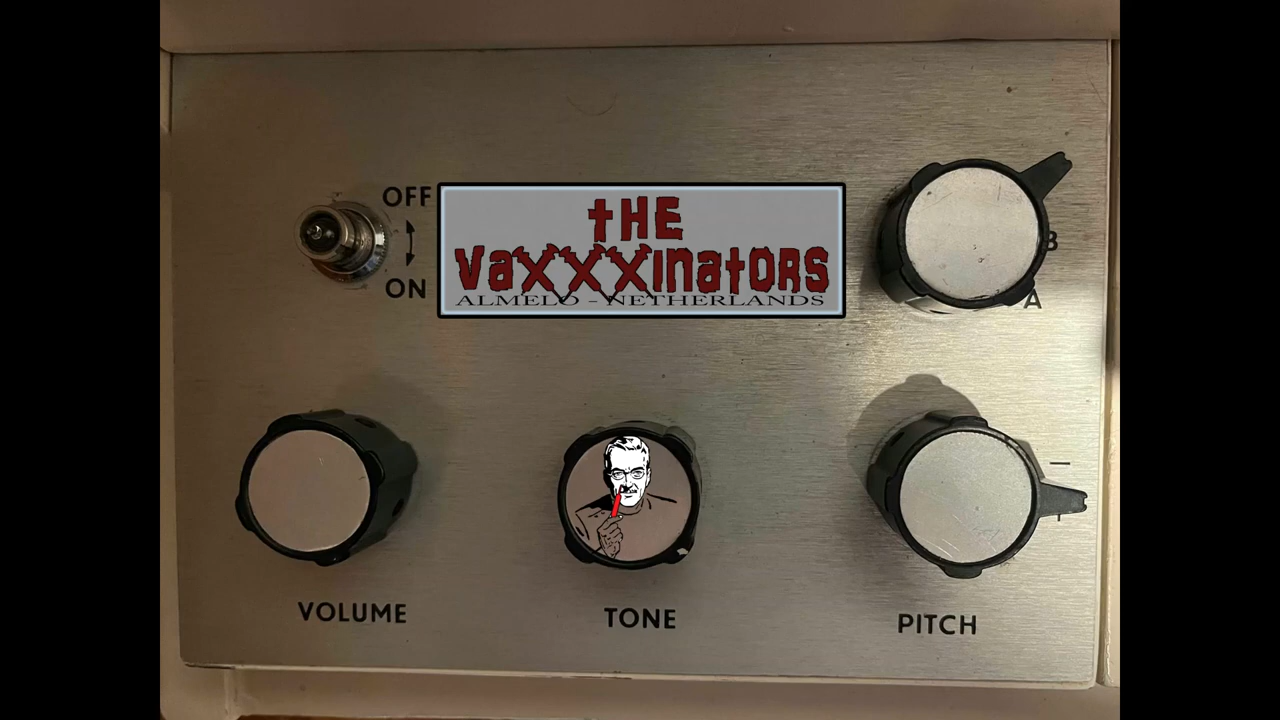 OFF
ON
tHE
VaXXXinatORS
ALMELO - NETHERLANDS
B
A
VOLUME
TONE
PITCH